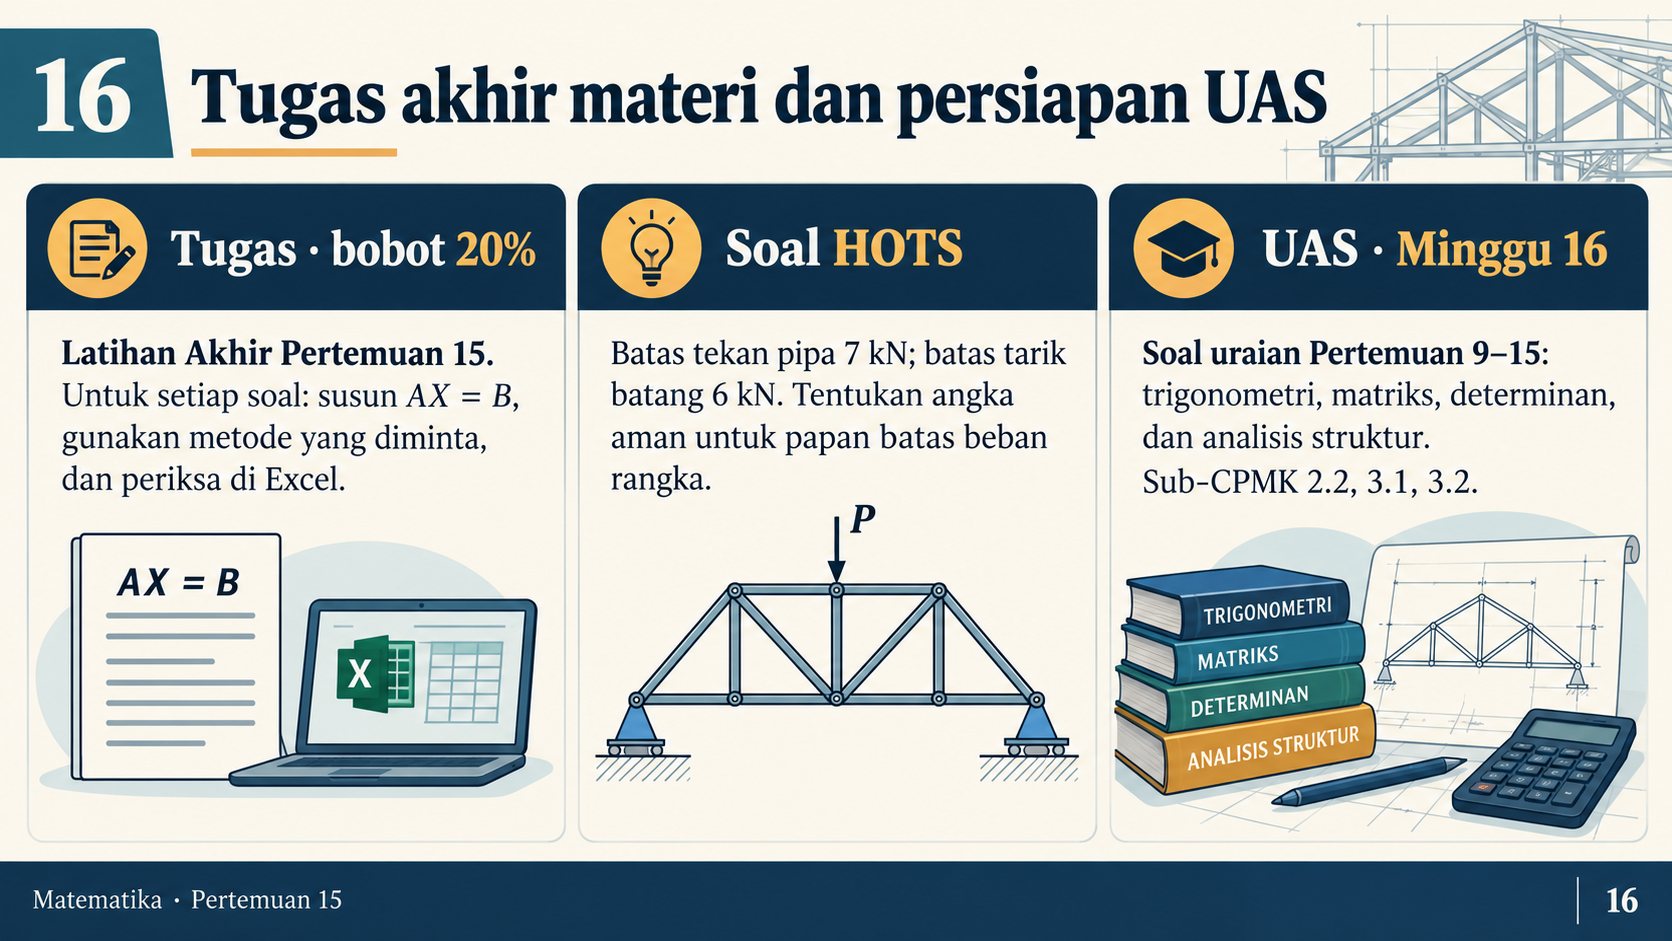 16
Tugas akhir materi dan persiapan UAS
Tugas · bobot 20%
Latihan Akhir Pertemuan 15.
Untuk setiap soal: susun AX = B,
gunakan metode yang diminta,
dan periksa di Excel.
AX = B
X
Soal HOTS
Batas tekan pipa 7 kN; batas tarik
batang 6 kN. Tentukan angka
aman untuk papan batas beban
rangka.
P
UAS · Minggu 16
Soal uraian Pertemuan 9–15:
trigonometri, matriks, determinan,
dan analisis struktur.
Sub-CPMK 2.2, 3.1, 3.2.
TRIGONOMETRI
MATRIKS
DETERMINAN
ANALISIS STRUKTUR
Matematika · Pertemuan 15
16